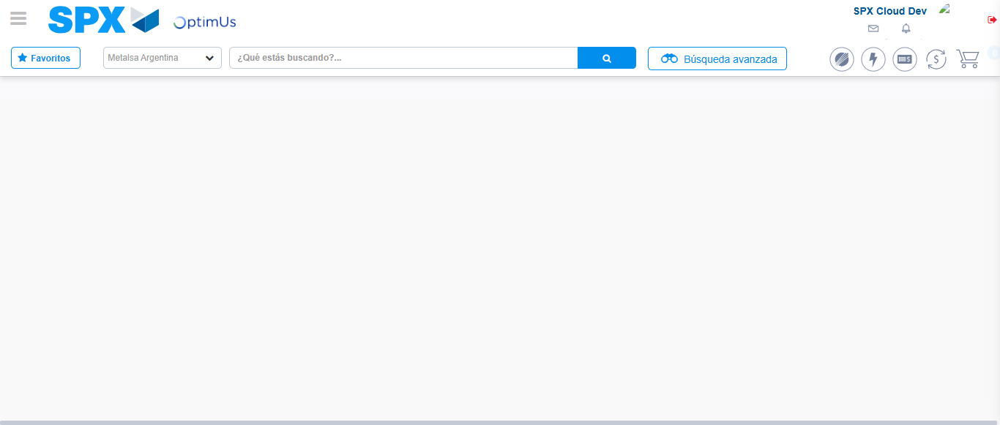 SPX
OptimUs
SPX Cloud Dev
Favoritos
Metalsa Argentina
¿Qué estás buscando?...
Búsqueda avanzada
$
$